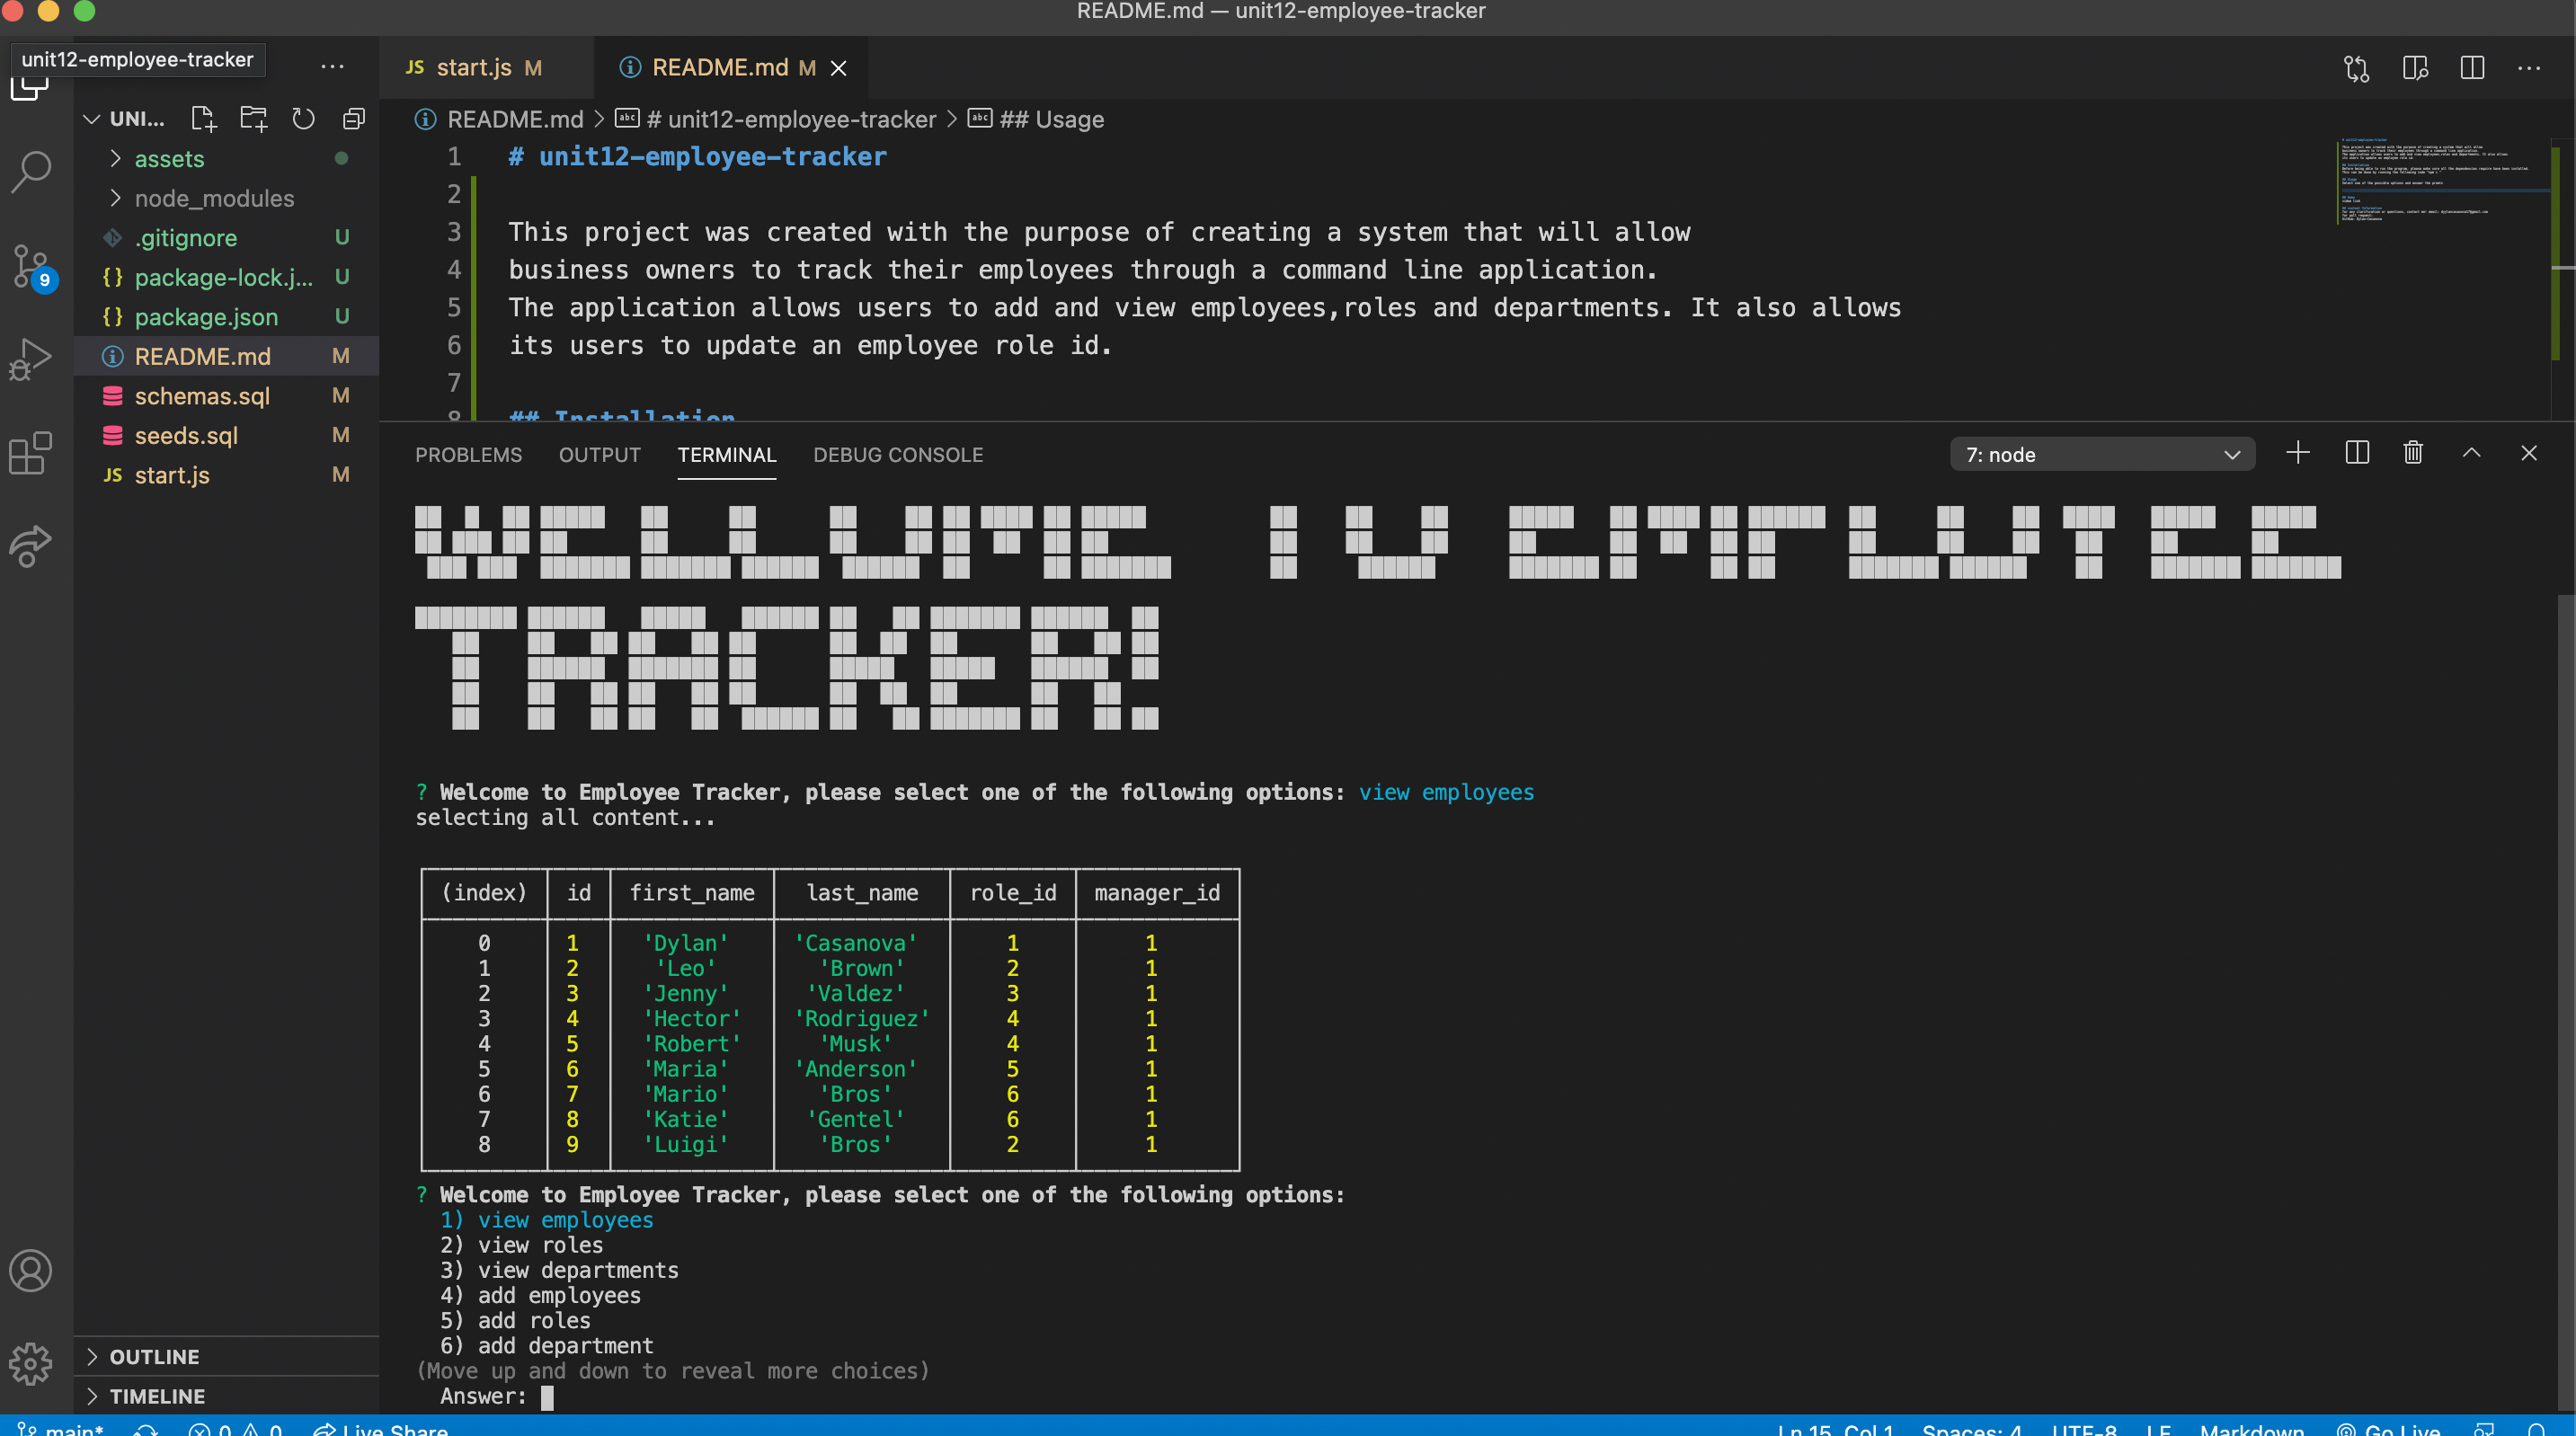 README.md — unit12-employee-tracker
unit12-employee-tracker
JS start.js M
README.md M
UNI...
README.md > # unit12-employee-tracker > ## Usage
assets
node_modules
.gitignore U
package-lock.j... U
package.json U
README.md M
schemas.sql M
seeds.sql M
JS start.js M
9
1 # unit12-employee-tracker
2
3 This project was created with the purpose of creating a system that will allow
4 business owners to track their employees through a command line application.
5 The application allows users to add and view employees,roles and departments. It also allows
6 its users to update an employee role id.
7
8 ## Installation
PROBLEMS OUTPUT TERMINAL DEBUG CONSOLE
7: node
WELCOME TO EMPLOYEE
TRACKER!
? Welcome to Employee Tracker, please select one of the following options: view employees
selecting all content...
(index) id first_name last_name role_id manager_id
0 1 'Dylan' 'Casanova' 1 1
1 2 'Leo' 'Brown' 2 1
2 3 'Jenny' 'Valdez' 3 1
3 4 'Hector' 'Rodriguez' 4 1
4 5 'Robert' 'Musk' 4 1
5 6 'Maria' 'Anderson' 5 1
6 7 'Mario' 'Bros' 6 1
7 8 'Katie' 'Gentel' 6 1
8 9 'Luigi' 'Bros' 2 1
? Welcome to Employee Tracker, please select one of the following options:
1) view employees
2) view roles
3) view departments
4) add employees
5) add roles
6) add department
(Move up and down to reveal more choices)
Answer:
OUTLINE
TIMELINE
main* 0 0 Live Share
Ln 15, Col 1 Spaces: 4 UTF-8 LF Markdown Go Live